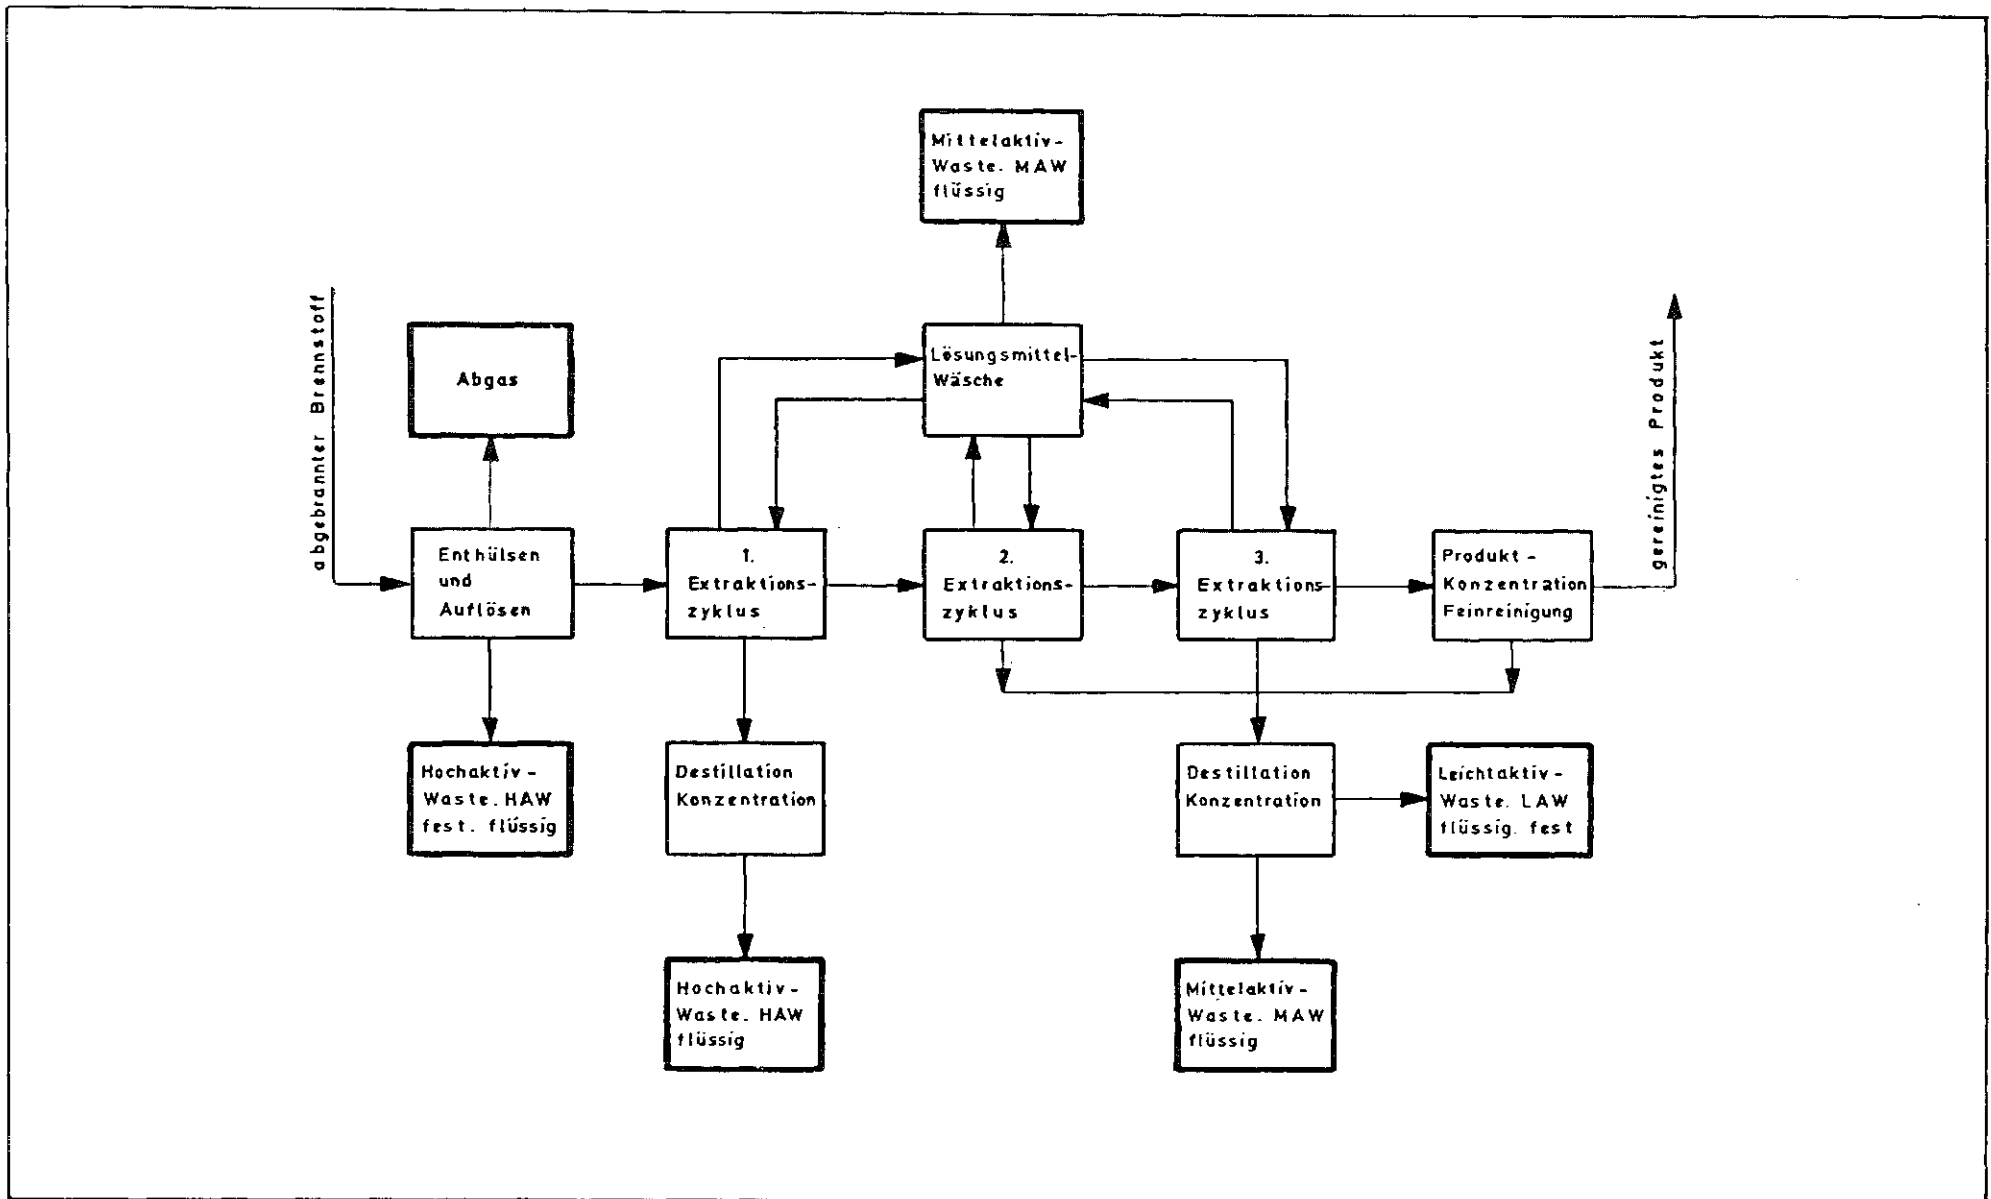 Mittelaktiv-
Waste. MAW
flüssig
abgebrannter Brennstoff
Abgas
Lösungsmittel-
Wäsche
gereinigtes Produkt
Enthülsen
und
Auflösen
1.
Extraktions-
zyklus
2.
Extraktions-
zyklus
3.
Extraktions-
zyklus
Produkt-
Konzentration
Feinreinigung
Hochaktiv-
Waste. HAW
fest. flüssig
Destillation
Konzentration
Destillation
Konzentration
Leichtaktiv-
Waste. LAW
flüssig. fest
Hochaktiv-
Waste. HAW
flüssig
Mittelaktiv-
Waste. MAW
flüssig